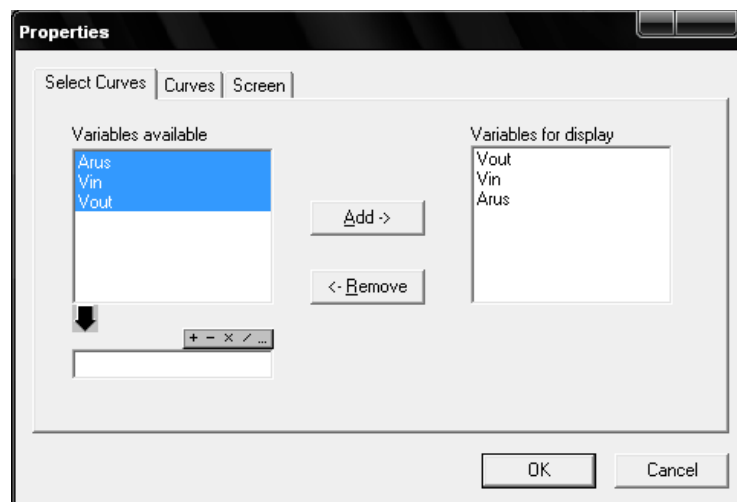 Properties
Select Curves Curves Screen
Variables available
Arus
Vin
Vout
Add ->
<- Remove
+ - × / ...
Variables for display
Vout
Vin
Arus
OK Cancel